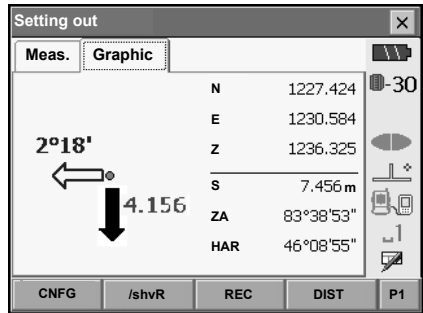 Setting out
Meas. Graphic
-30
N 1227.424
E 1230.584
2°18' Z 1236.325
4.156 S 7.456 m
ZA 83°38'53"
HAR 46°08'55"
1
CNFG /shvR REC DIST P1